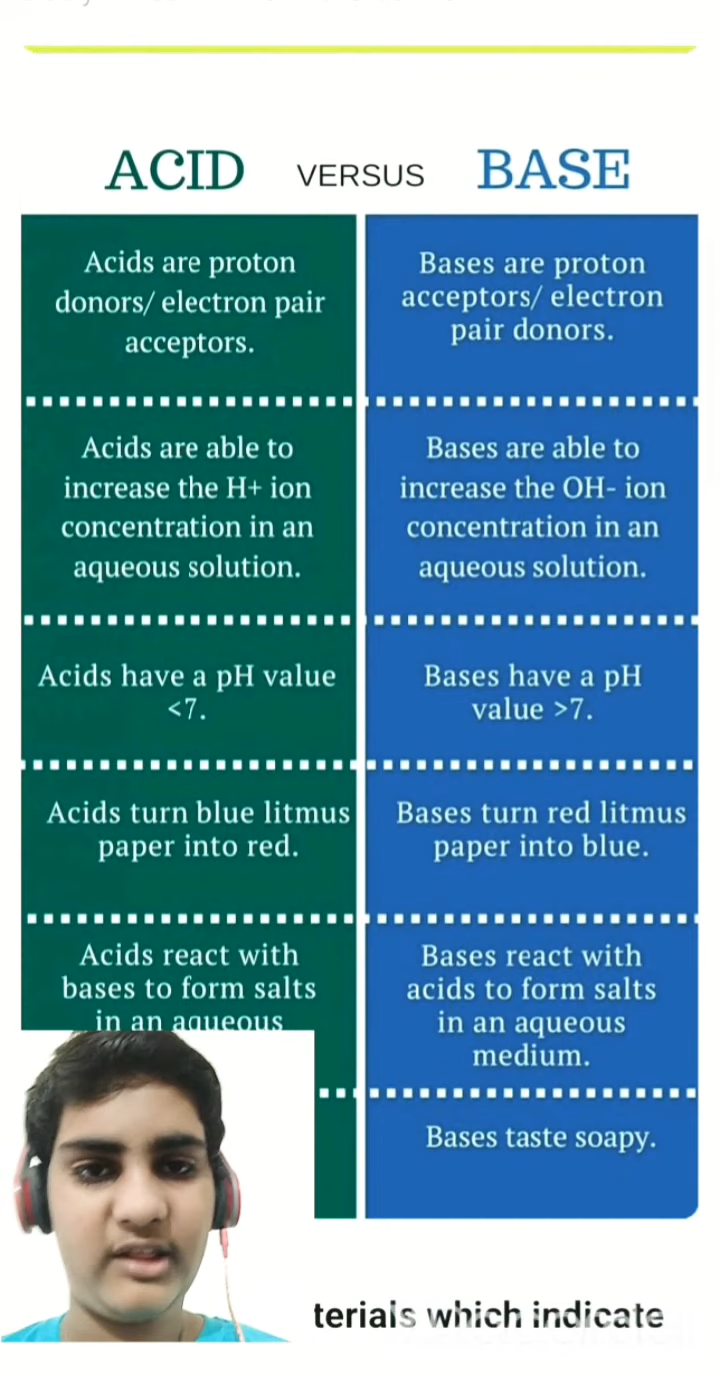 ACID VERSUS BASE
Acids are proton
donors/ electron pair
acceptors.
Bases are proton
acceptors/ electron
pair donors.
Acids are able to
increase the H+ ion
concentration in an
aqueous solution.
Bases are able to
increase the OH- ion
concentration in an
aqueous solution.
Acids have a pH value
<7.
Bases have a pH
value >7.
Acids turn blue litmus
paper into red.
Bases turn red litmus
paper into blue.
Acids react with
bases to form salts
in an aqueous
Bases react with
acids to form salts
in an aqueous
medium.
Bases taste soapy.
terials which indicate